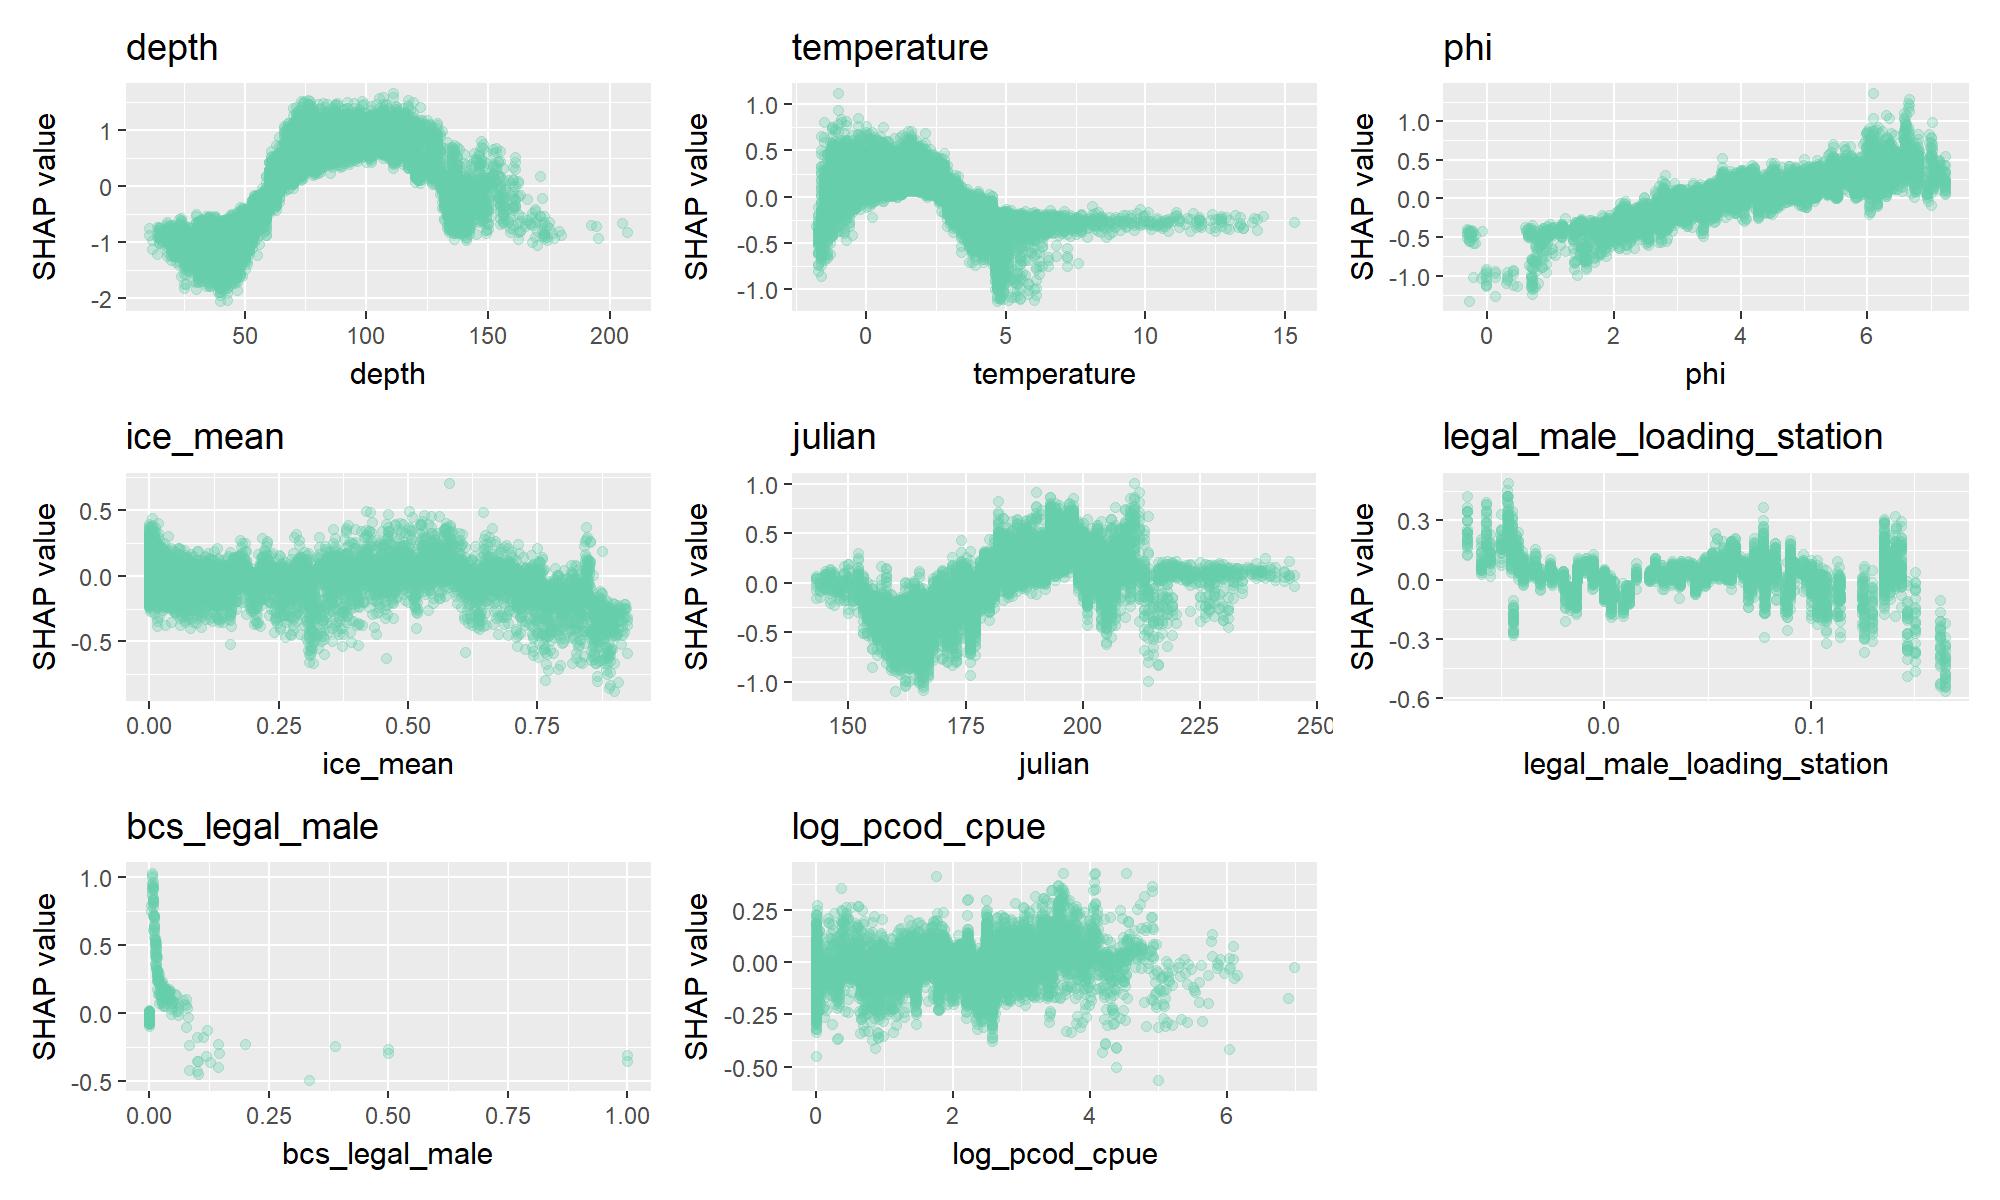 depth
temperature
phi
SHAP value
1
0
-1
-2
50
100
150
200
depth
SHAP value
1.0
0.5
0.0
-0.5
-1.0
0
5
10
15
temperature
SHAP value
1.0
0.5
0.0
-0.5
-1.0
0
2
4
6
phi
ice_mean
julian
legal_male_loading_station
SHAP value
0.5
0.0
-0.5
0.00
0.25
0.50
0.75
ice_mean
SHAP value
1.0
0.5
0.0
-0.5
-1.0
150
175
200
225
250
julian
SHAP value
0.3
0.0
-0.3
-0.6
0.0
0.1
legal_male_loading_station
bcs_legal_male
log_pcod_cpue
SHAP value
1.0
0.5
0.0
-0.5
0.00
0.25
0.50
0.75
1.00
bcs_legal_male
SHAP value
0.25
0.00
-0.25
-0.50
0
2
4
6
log_pcod_cpue